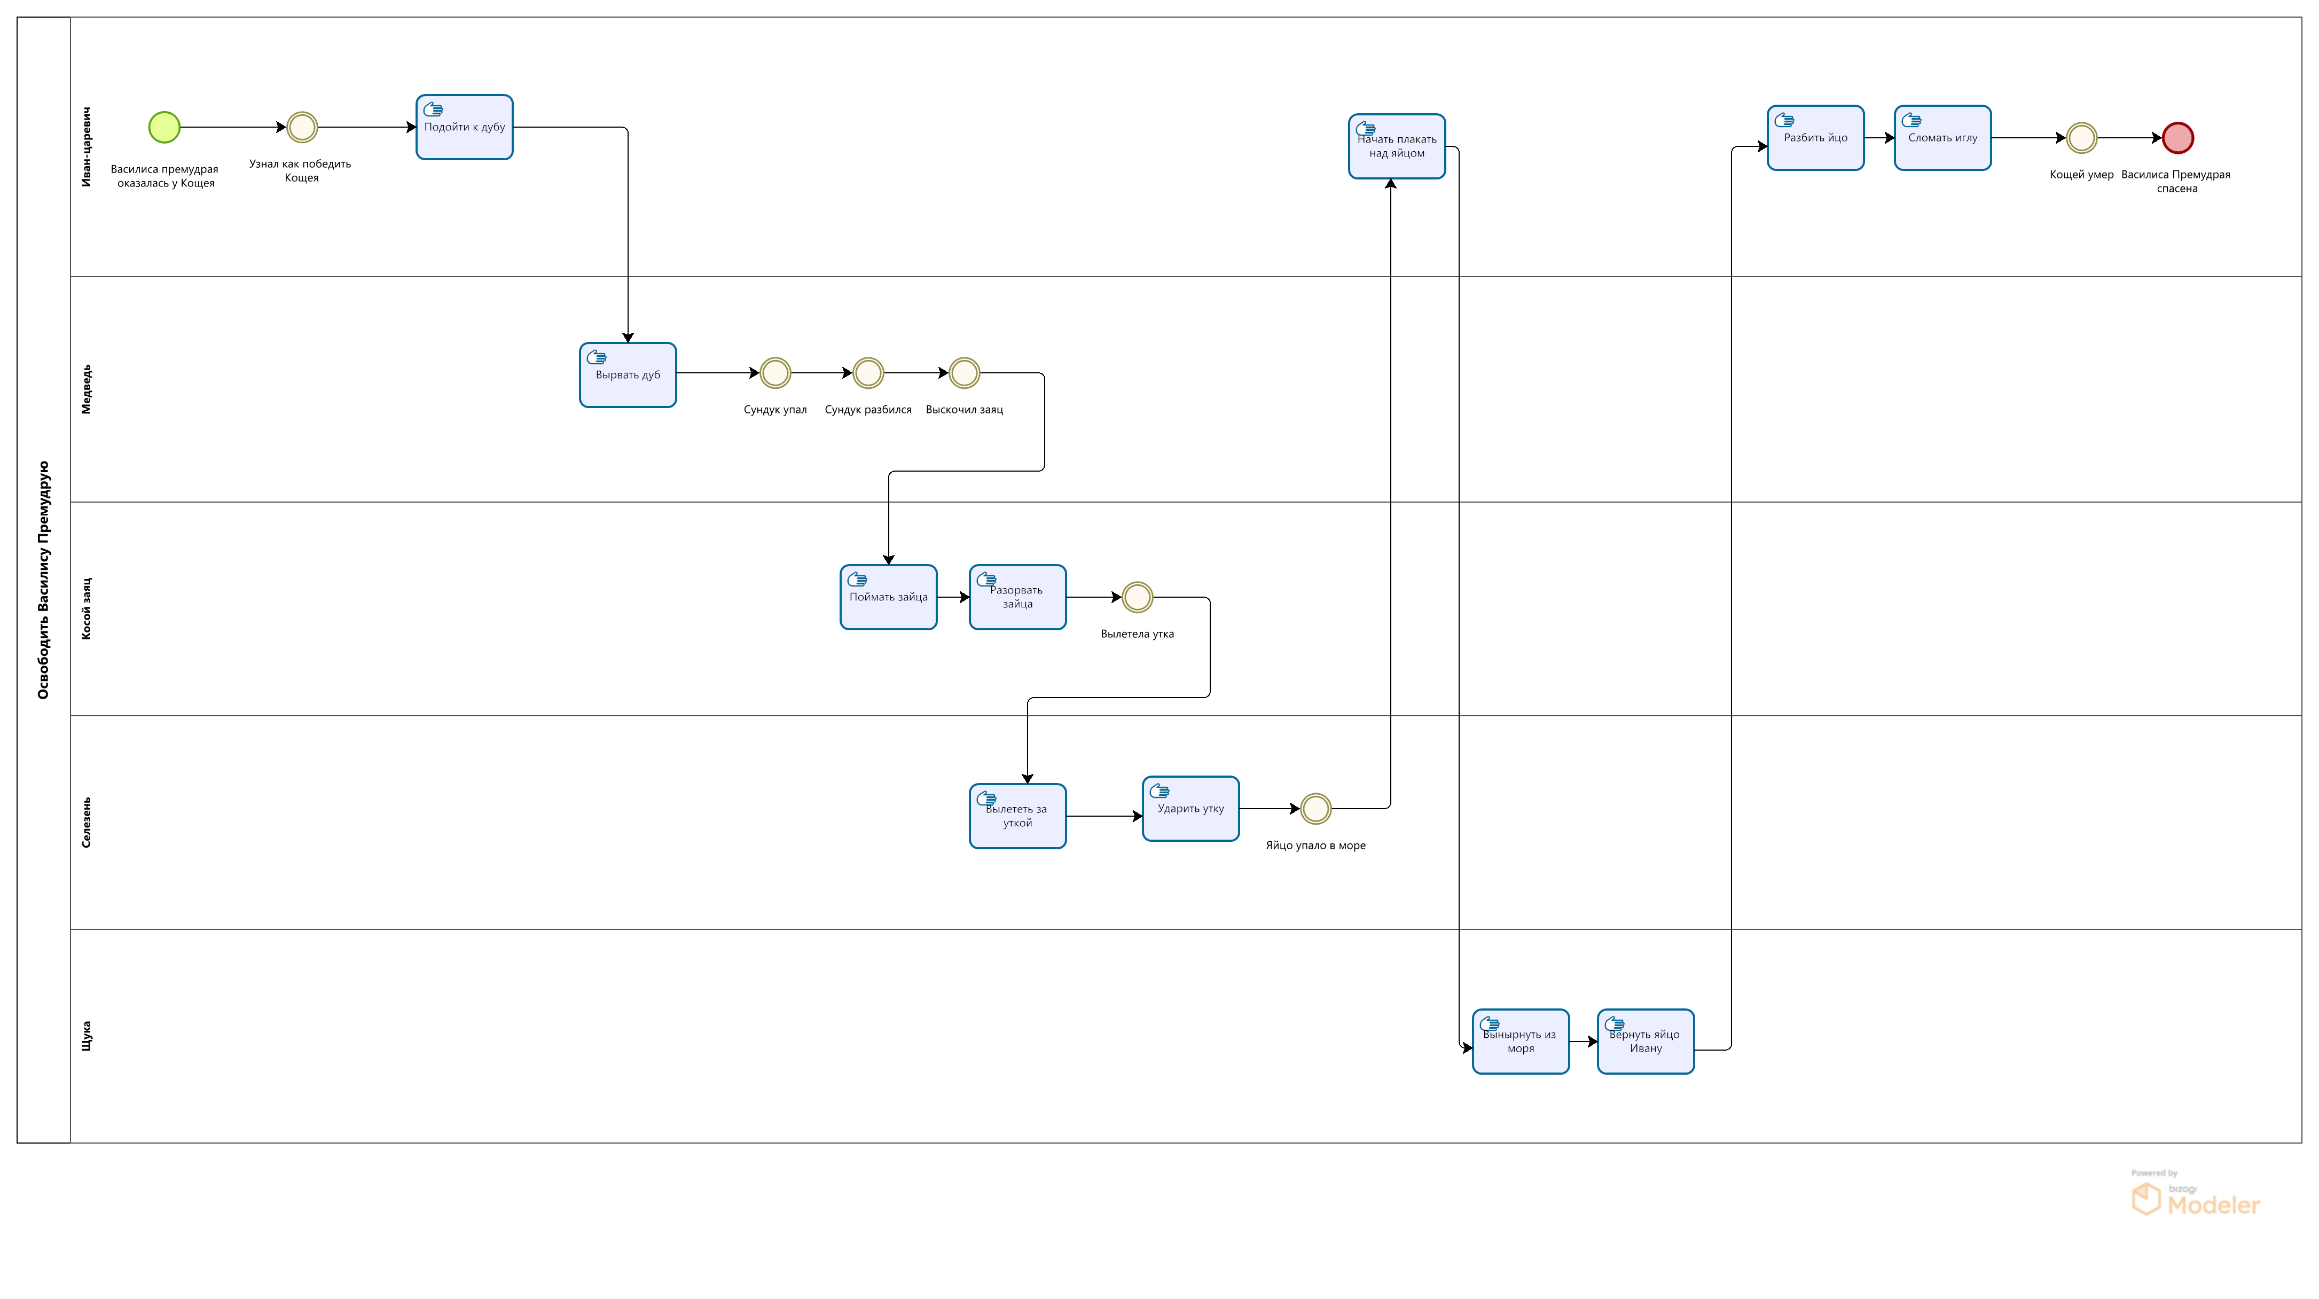 Освободить Василису Премудрую
Иван-царевич
Василиса премудрая
оказалась у Кощея
Узнал как победить
Кощея
Подойти к дубу
Начать плакать
над яйцом
Разбить йцо
Сломать иглу
Кощей умер
Василиса Премудрая
спасена
Медведь
Вырвать дуб
Сундук упал
Сундук разбился
Выскочил заяц
Косой заяц
Поймать зайца
Разорвать
зайца
Вылетела утка
Селезень
Вылететь за
уткой
Ударить утку
Яйцо упало в море
Щука
Вынырнуть из
моря
Вернуть яйцо
Ивану
Powered by
bizagi
Modeler